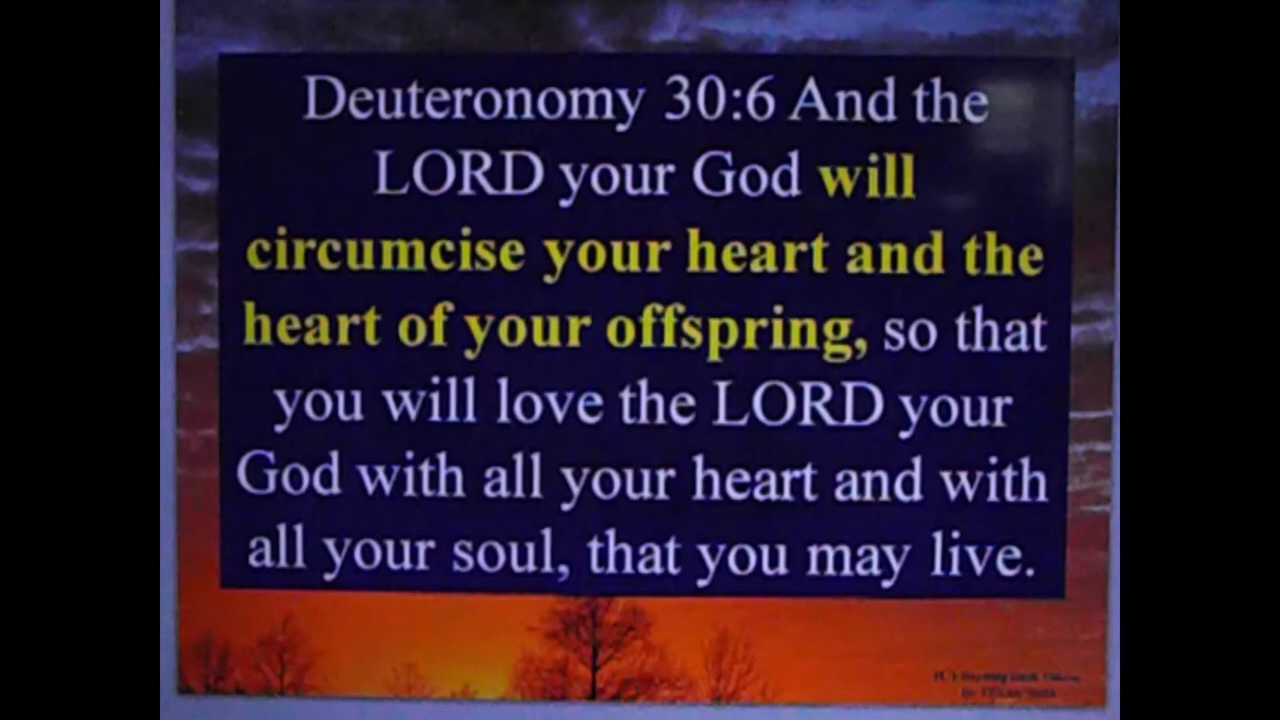 Deuteronomy 30:6 And the
LORD your God will
circumcise your heart and the
heart of your offspring, so that
you will love the LORD your
God with all your heart and with
all your soul, that you may live.